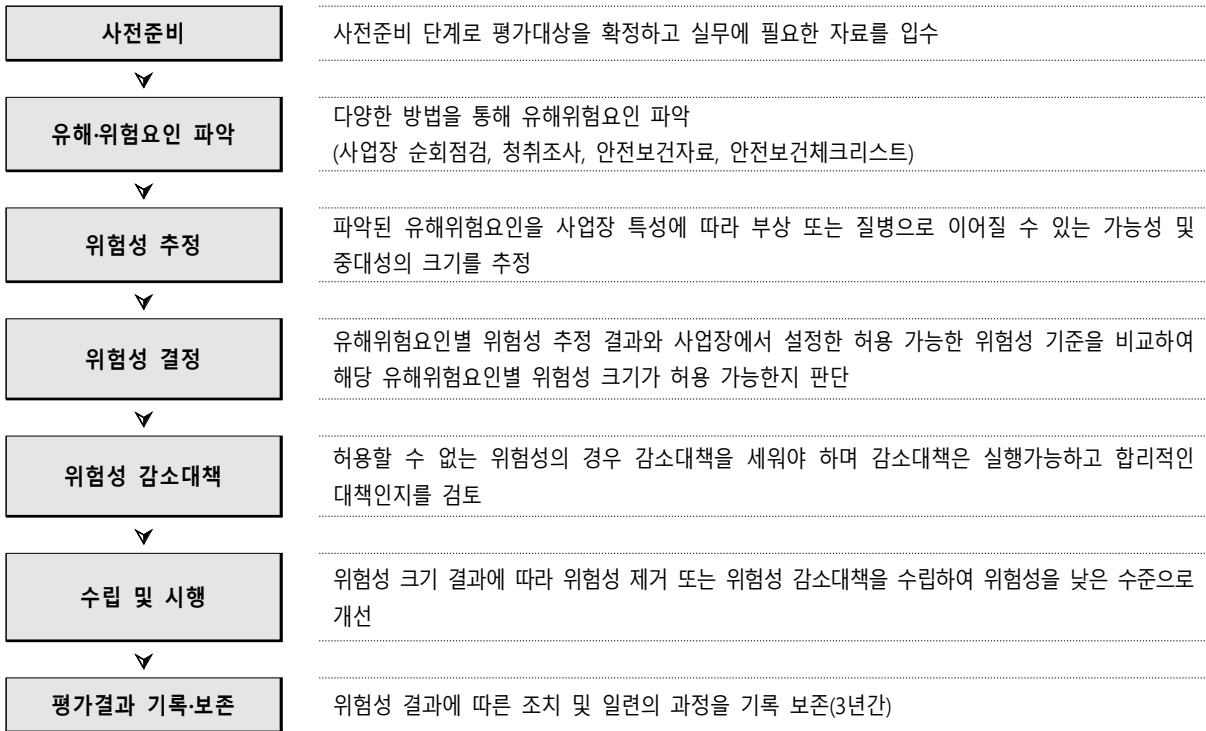 사전준비
사전준비 단계로 평가대상을 확정하고 실무에 필요한 자료를 입수
유해·위험요인 파악
다양한 방법을 통해 유해위험요인 파악
(사업장 순회점검, 청취조사, 안전보건자료, 안전보건체크리스트)
위험성 추정
파악된 유해위험요인을 사업장 특성에 따라 부상 또는 질병으로 이어질 수 있는 가능성 및
중대성의 크기를 추정
위험성 결정
유해위험요인별 위험성 추정 결과와 사업장에서 설정한 허용 가능한 위험성 기준을 비교하여
해당 유해위험요인별 위험성 크기가 허용 가능한지 판단
위험성 감소대책
허용할 수 없는 위험성의 경우 감소대책을 세워야 하며 감소대책은 실행가능하고 합리적인
대책인지를 검토
수립 및 시행
위험성 크기 결과에 따라 위험성 제거 또는 위험성 감소대책을 수립하여 위험성을 낮은 수준으로
개선
평가결과 기록·보존
위험성 결과에 따른 조치 및 일련의 과정을 기록 보존(3년간)